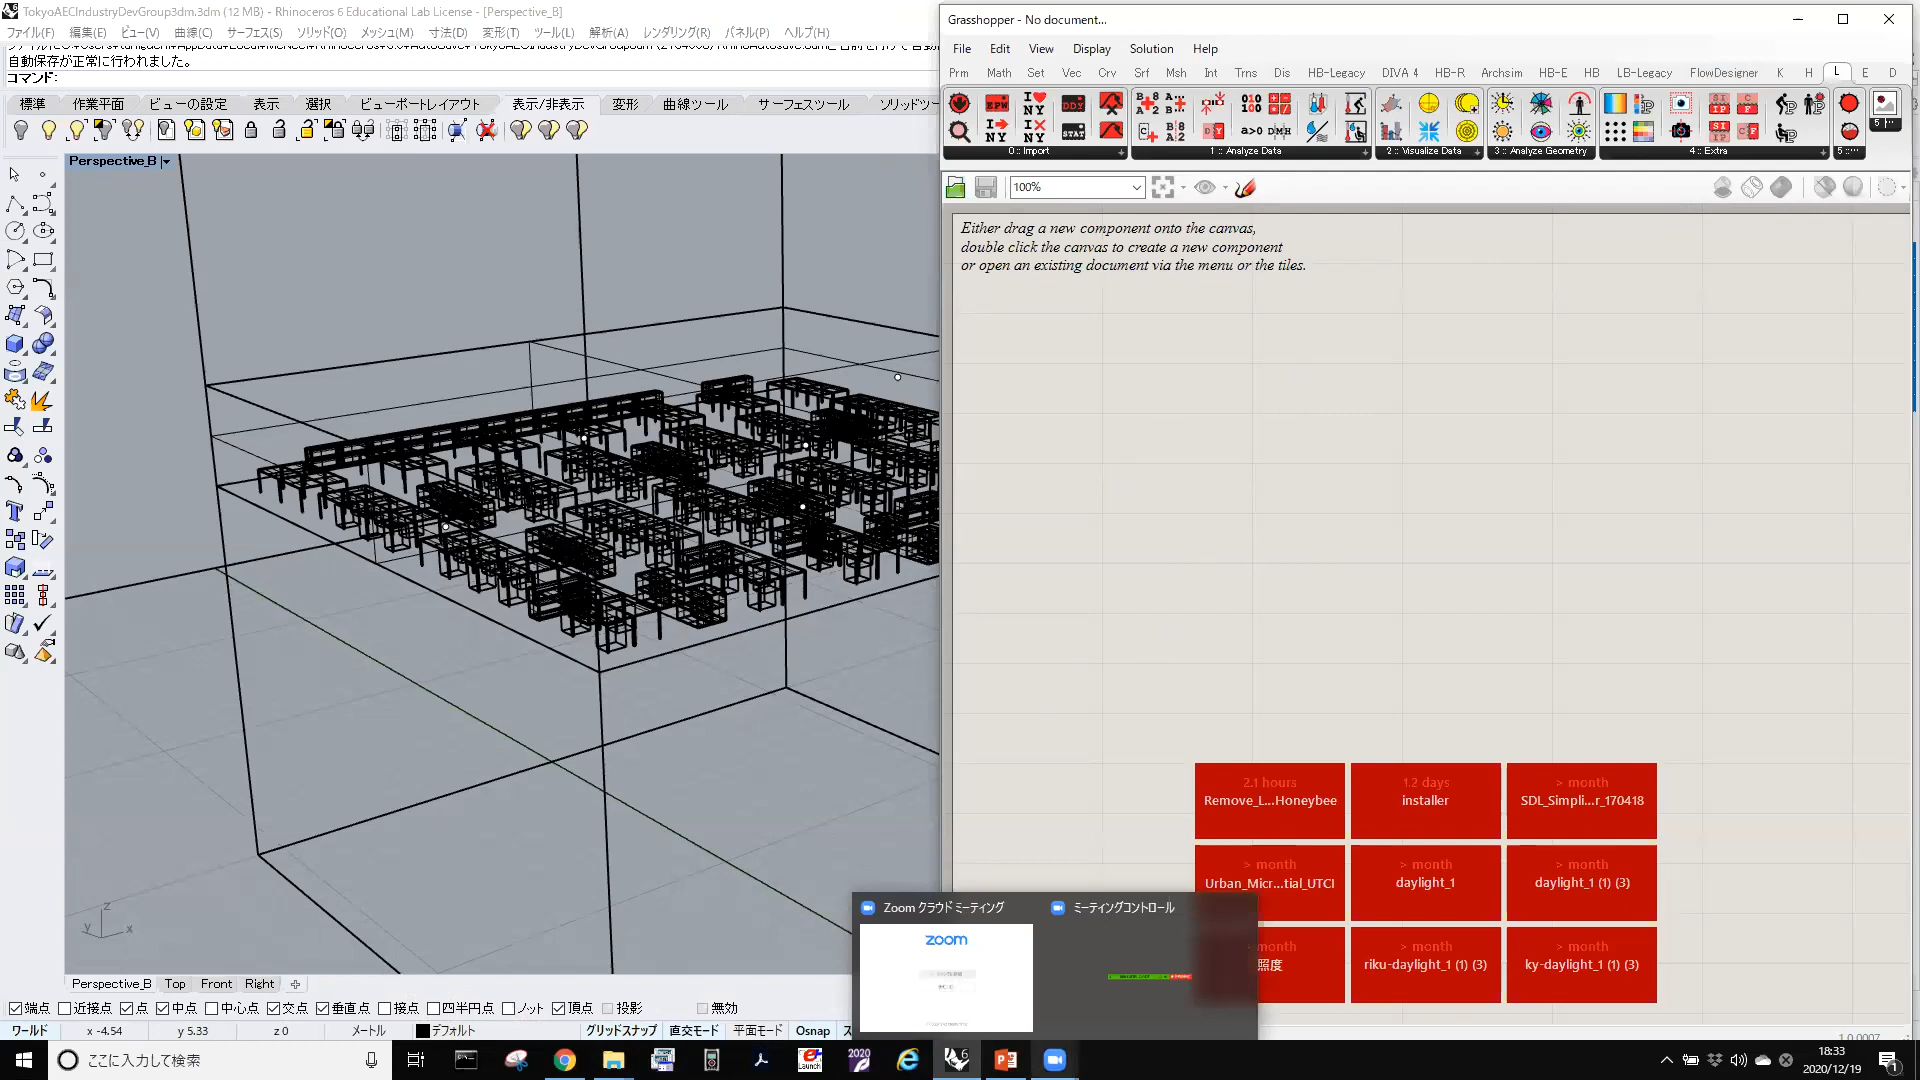 TokyoAECIndustryDevGroup3dm.3dm (12 MB) - Rhinoceros 6 Educational Lab License - [Perspective_B]
ファイル(F) 編集(E) ビュー(V) 曲線(C) サーフェス(S) ソリッド(O) メッシュ(M) 寸法(D) 変形(T) ツール(L) 解析(A) レンダリング(R) パネル(P) ヘルプ(H)
自動保存が正常に行われました。
コマンド:
標準 作業平面 ビューの設定 表示 選択 ビューポートレイアウト 表示/非表示 変形 曲線ツール サーフェスツール ソリッドツー
Perspective_B
z
y x
Perspective_B Top Front Right
端点 近接点 点 中点 中心点 交点 垂直点 接点 四半円点 ノット 頂点 投影 無効
ワールド x -4.54 y 5.33 z 0 メートル デフォルト グリッドスナップ 直交モード 平面モード Osnap ス
Grasshopper - No document...
File Edit View Display Solution Help
Prm Math Set Vec Crv Srf Msh Int Trns Dis HB-Legacy DIVA 4 HB-R Archsim HB-E HB LB-Legacy FlowDesigner K H L E D
0 :: Import 1 :: Analyze Data 2 :: Visualize Data 3 :: Analyze Geometry 4 :: Extra 5 ::
100%
Either drag a new component onto the canvas,
double click the canvas to create a new component
or open an existing document via the menu or the tiles.
2.1 hours
Remove_L...Honeybee
1.2 days
installer
> month
SDL_Simpli...r_170418
> month
Urban_Micr...tial_UTCI
> month
daylight_1
> month
daylight_1 (1) (3)
month
照度
> month
riku-daylight_1 (1) (3)
> month
ky-daylight_1 (1) (3)
Zoom クラウド ミーティング ミーティングコントロール
zoom
1.0.0007
ここに入力して検索
18:33
2020/12/19